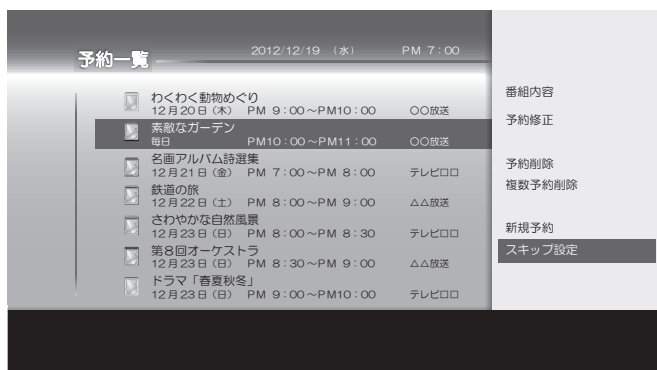 予約一覧
2012/12/19 （水） PM 7：00
わくわく動物めぐり
12月20日（木） PM 9：00～PM10：00 〇〇放送
素敵なガーデン
毎日 PM10：00～PM11：00 〇〇放送
名画アルバム詩選集
12月21日（金） PM 7：00～PM 8：00 テレビ□□
鉄道の旅
12月22日（土） PM 8：00～PM 9：00 △△放送
さわやかな自然風景
12月23日（日） PM 8：00～PM 8：30 テレビ□□
第8回オーケストラ
12月23日（日） PM 8：30～PM 9：00 △△放送
ドラマ「春夏秋冬」
12月23日（日） PM 9：00～PM10：00 テレビ□□
番組内容
予約修正
予約削除
複数予約削除
新規予約
スキップ設定